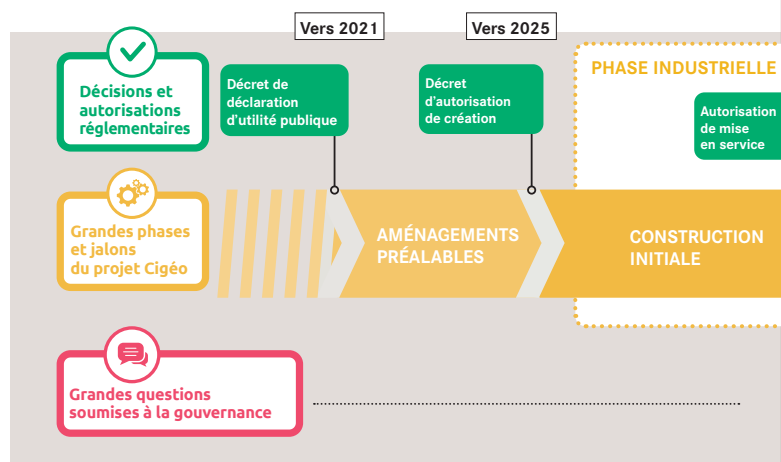 Vers 2021
Vers 2025
Décisions et
autorisations
réglementaires
Décret de
déclaration
d'utilité publique
Décret
d'autorisation
de création
PHASE INDUSTRIELLE
Autorisation
de mise
en service
Grandes phases
et jalons
du projet Cigéo
AMÉNAGEMENTS
PRÉALABLES
CONSTRUCTION
INITIALE
Grandes questions
soumises à la gouvernance